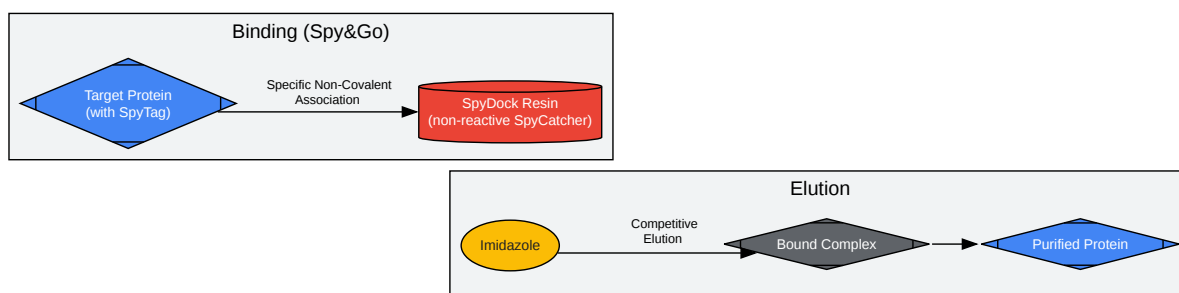 Binding (Spy&Go)
Target Protein
(with SpyTag)
Specific Non-Covalent
Association
SpyDock Resin
(non-reactive SpyCatcher)
Elution
Imidazole
Competitive
Elution
Bound Complex
Purified Protein